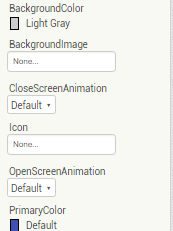 BackgroundColor
Light Gray
BackgroundImage
None...
CloseScreenAnimation
Default
Icon
None...
OpenScreenAnimation
Default
PrimaryColor
Default